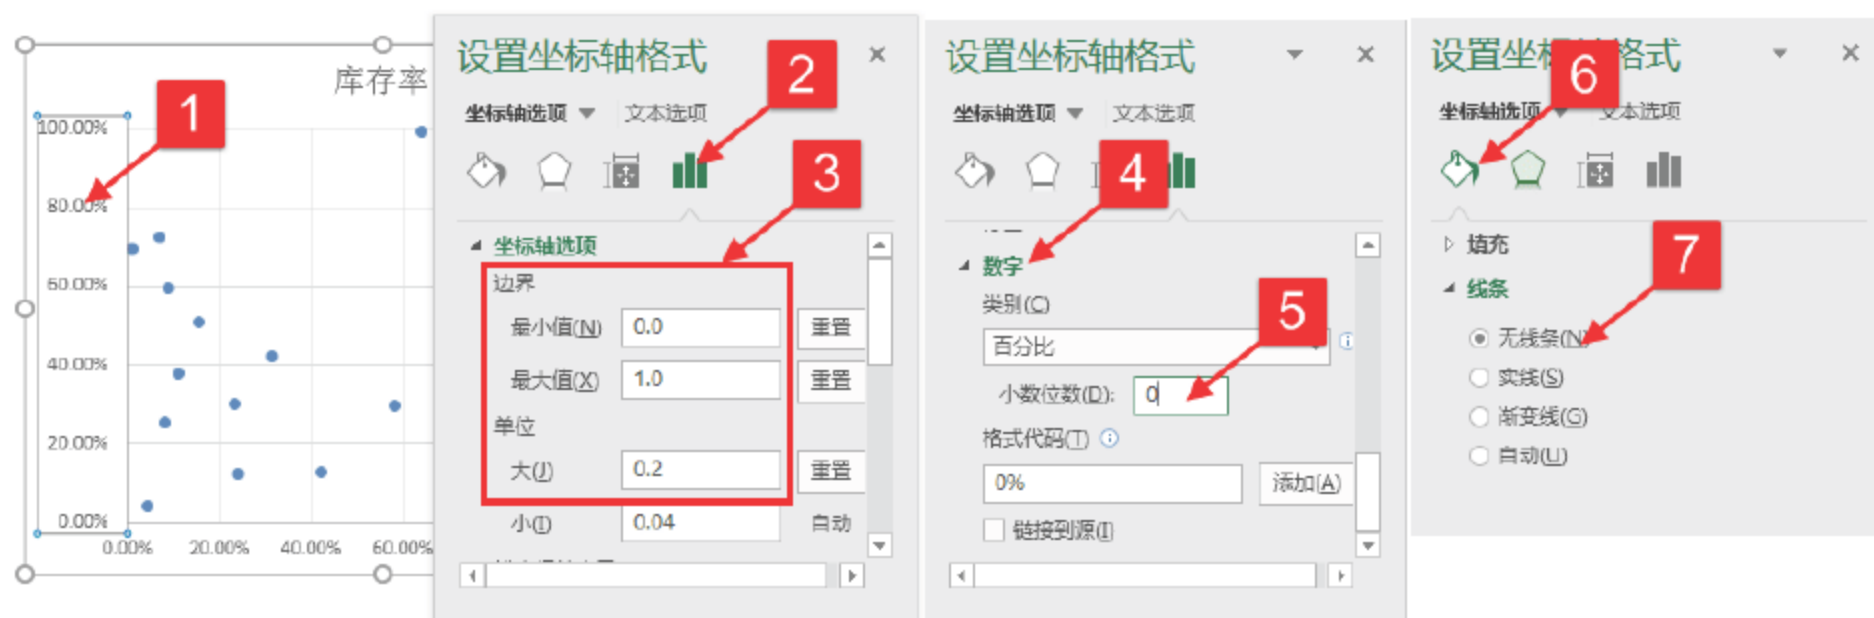 库存率
1
100.00%
80.00%
60.00%
40.00%
20.00%
0.00%
0.00% 20.00% 40.00% 60.00%
设置坐标轴格式
2
坐标轴选项 文本选项
3
坐标轴选项
边界
最小值(N) 0.0 重置
最大值(X) 1.0 重置
单位
大(J) 0.2 重置
小(I) 0.04 自动
设置坐标轴格式
坐标轴选项 文本选项
4
数字
类别(C)
5
百分比
小数位数(D): 0
格式代码(T)
0% 添加(A)
链接到源(I)
设置坐标轴格式
6
坐标轴选项 文本选项
填充
7
线条
无线条(N)
实线(S)
渐变线(G)
自动(U)